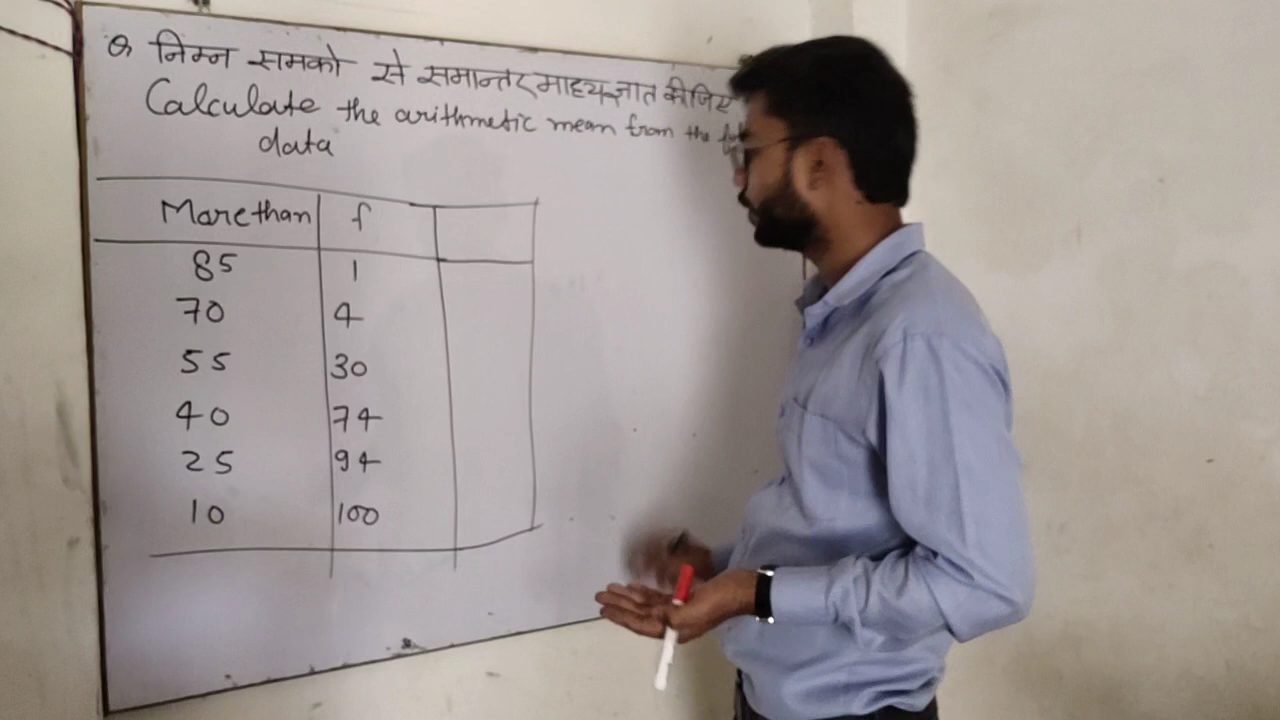 Q. निम्न समको से समान्तर माध्य ज्ञात कीजिए
Calculate the arithmetic mean from the
data
More than f
85 1
70 4
55 30
40 74
25 94
10 100